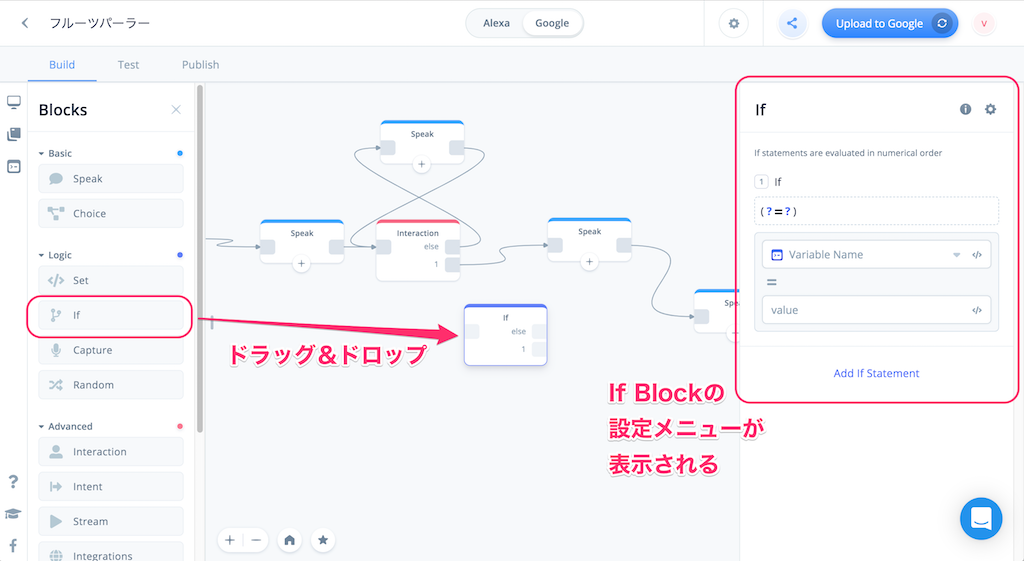 フルーツパーラー
Alexa
Google
Upload to Google
V
Build
Test
Publish
Blocks
Basic
Speak
Choice
Logic
Set
If
Capture
Random
Advanced
Interaction
Intent
Stream
Integrations
Speak
Speak
Interaction
else
1
Speak
If
else
1
ドラッグ＆ドロップ
If Blockの
設定メニューが
表示される
If
If statements are evaluated in numerical order
1 If
(?=?)
Variable Name
=
value
Add If Statement